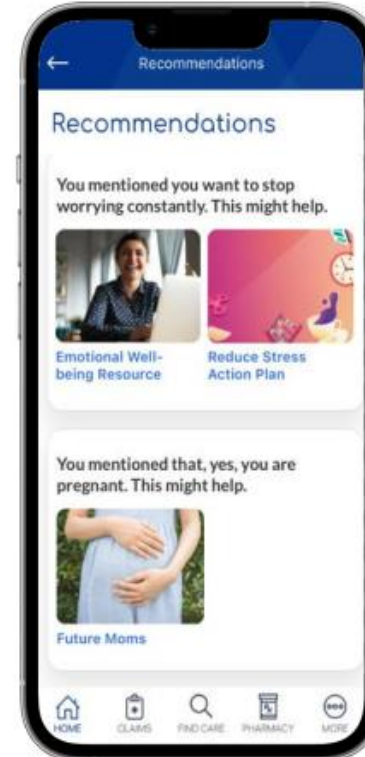 Recommendations
Recommendations
You mentioned you want to stop
worrying constantly. This might help.
Emotional Well-
being Resource
Reduce Stress
Action Plan
You mentioned that, yes, you are
pregnant. This might help.
Future Moms
HOME
CLAIMS
FIND CARE
PHARMACY
MORE